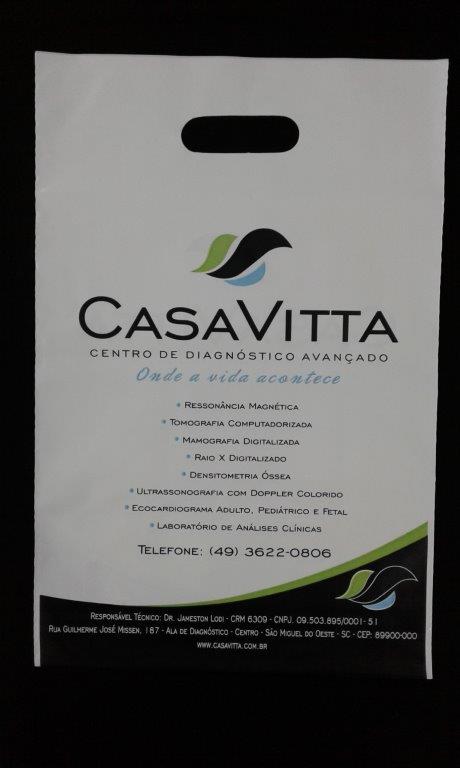 CASAVITTA
CENTRO DE DIAGNÓSTICO AVANÇADO
Onde a vida acontece
• RESSONÂNCIA MAGNÉTICA
• TOMOGRAFIA COMPUTADORIZADA
• MAMOGRAFIA DIGITALIZADA
• RAIO X DIGITALIZADO
• DENSITOMETRIA ÓSSEA
• ULTRASSONOGRAFIA COM DOPPLER COLORIDO
• ECOCARDIOGRAMA ADULTO, PEDIÁTRICO E FETAL
• LABORATÓRIO DE ANÁLISES CLÍNICAS
TELEFONE: (49) 3622-0806
RESPONSÁVEL TÉCNICO: DR. JAMESTON LODI - CRM 6309 - CNPJ. 09.503.895/0001-51
RUA GUILHERME JOSÉ MISSEN, 187 - ALA DE DIAGNÓSTICO - CENTRO - SÃO MIGUEL DO OESTE - SC - CEP: 89900-000
WWW.CASAVITTA.COM.BR